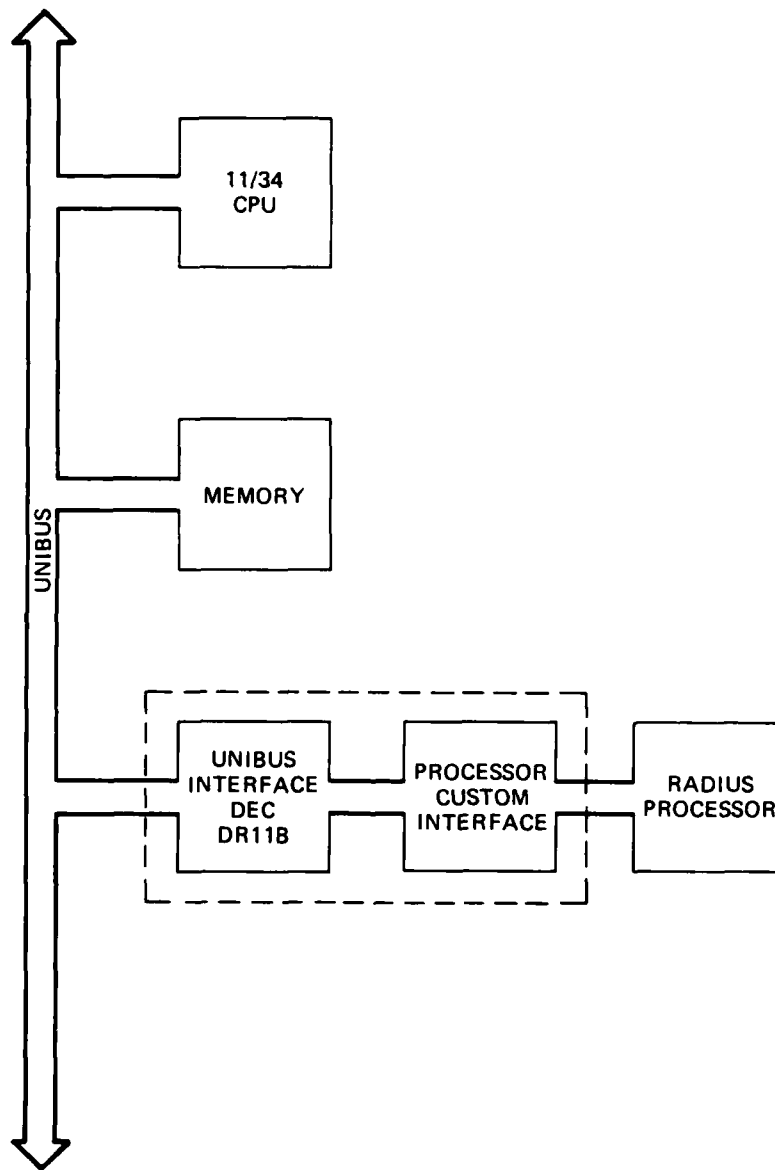 11/34
CPU
MEMORY
UNIBUS
UNIBUS
INTERFACE
DEC
DR11B
PROCESSOR
CUSTOM
INTERFACE
RADIUS
PROCESSOR